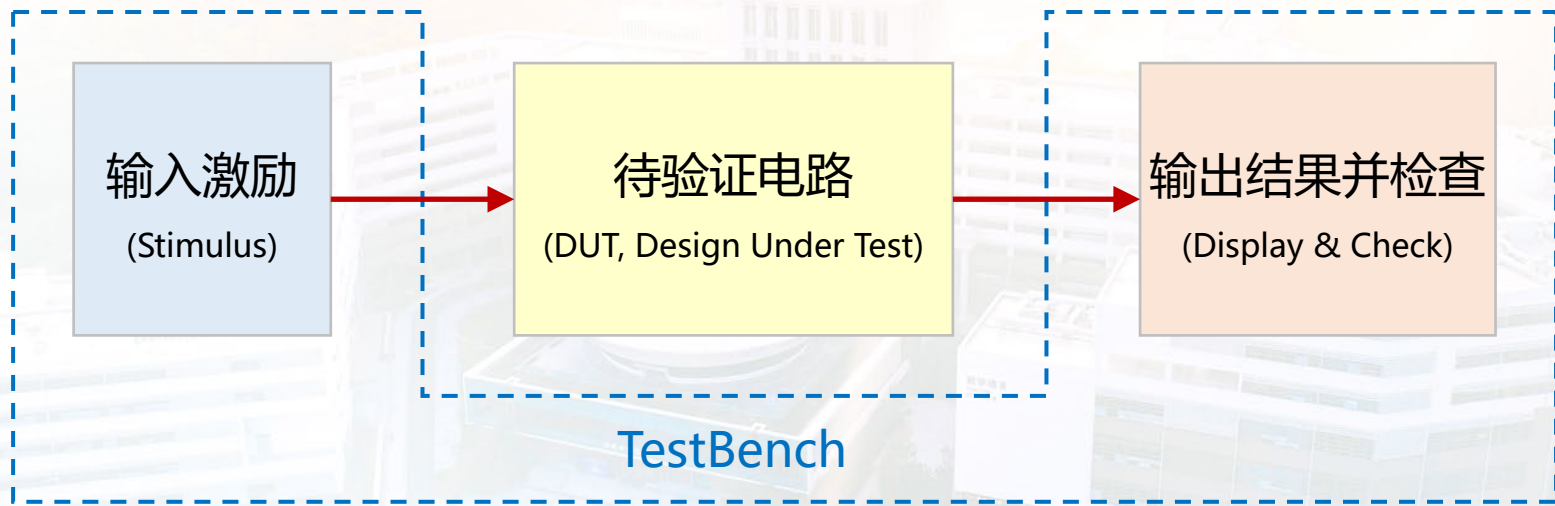 输入激励
(Stimulus)
待验证电路
(DUT, Design Under Test)
输出结果并检查
(Display & Check)
TestBench